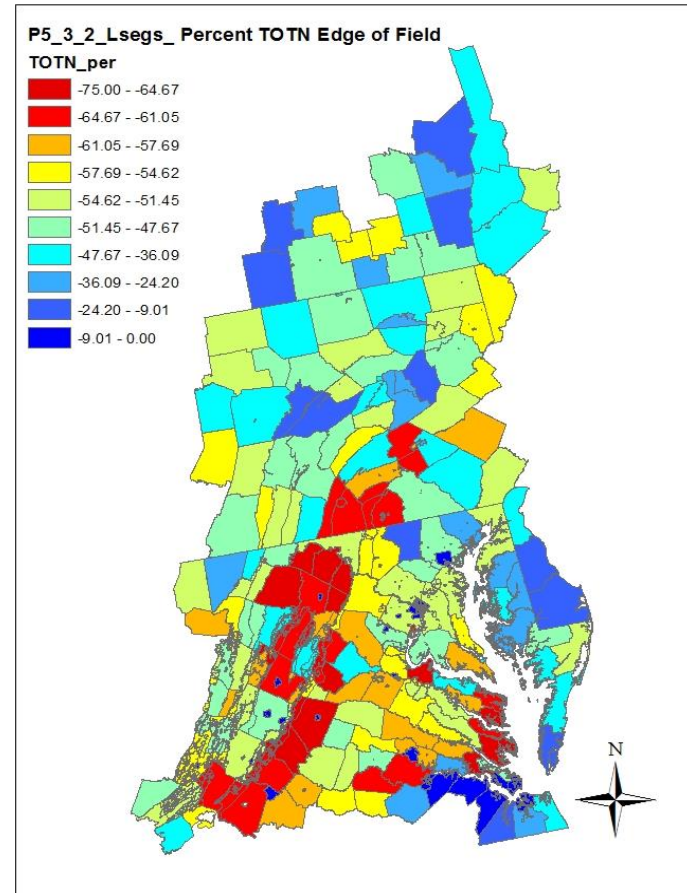 P5_3_2_Lsegs_ Percent TOTN Edge of Field
TOTN_per
-75.00 - -64.67
-64.67 - -61.05
-61.05 - -57.69
-57.69 - -54.62
-54.62 - -51.45
-51.45 - -47.67
-47.67 - -36.09
-36.09 - -24.20
-24.20 - -9.01
-9.01 - 0.00
N